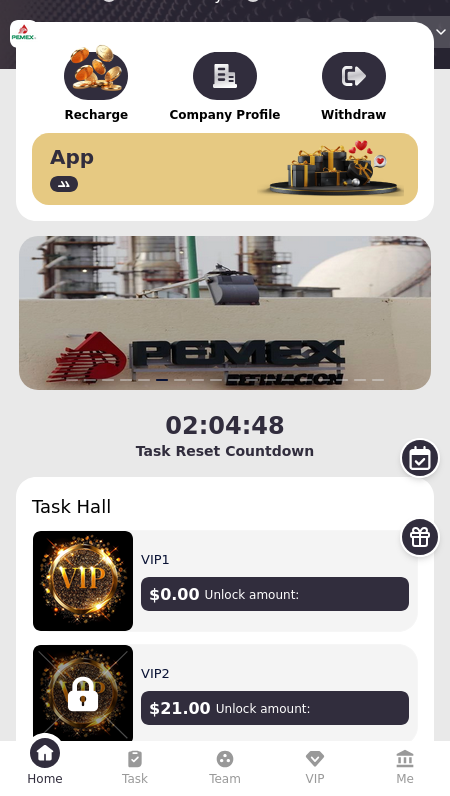 PEMEX
Recharge
Company Profile
Withdraw
App
PEMEX
REFINACION
02:04:48
Task Reset Countdown
Task Hall
VIP
VIP1
$0.00 Unlock amount:
VIP
VIP2
$21.00 Unlock amount:
Home
Task
Team
VIP
Me